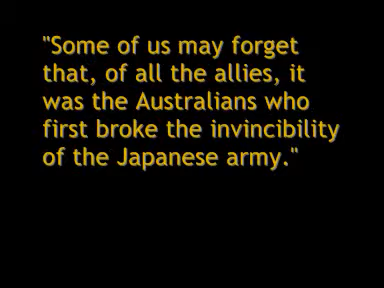 "Some of us may forget
that, of all the allies, it
was the Australians who
first broke the invincibility
of the Japanese army."